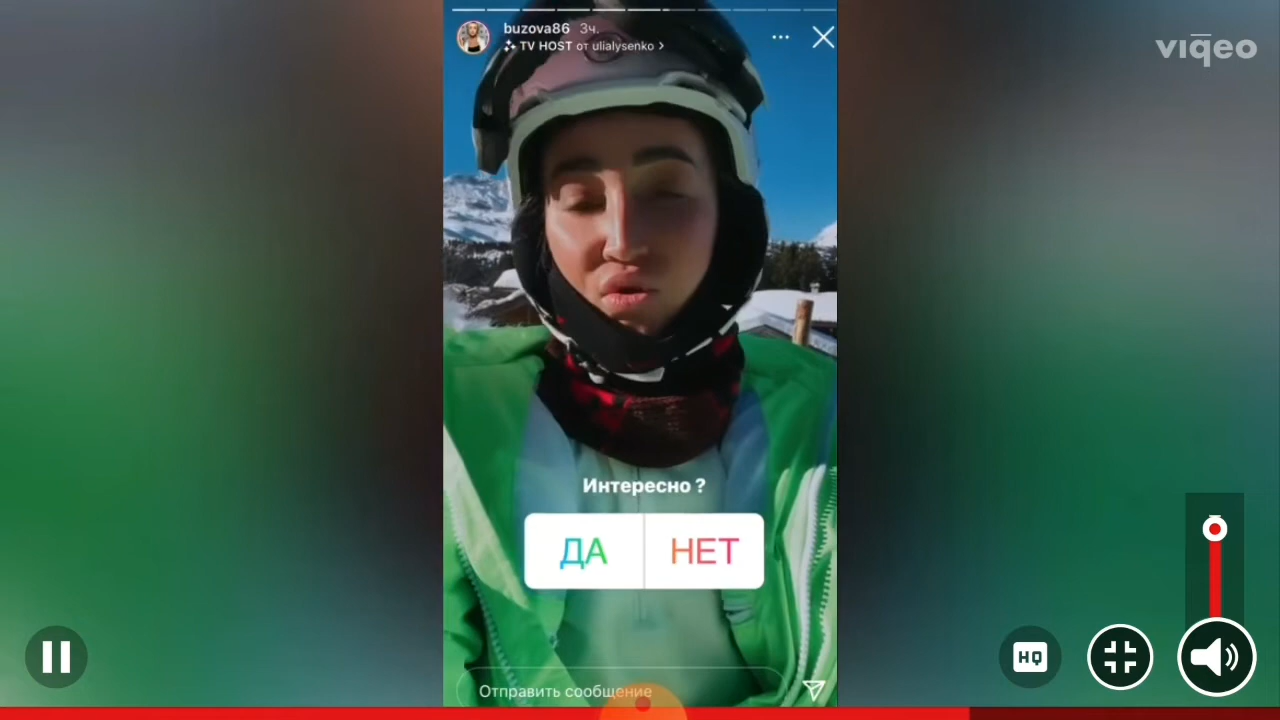 buzova86 3ч.
TV HOST от ulialysenko >
viqeo
Интересно ?
ДА НЕТ
HQ
Отправить сообщение